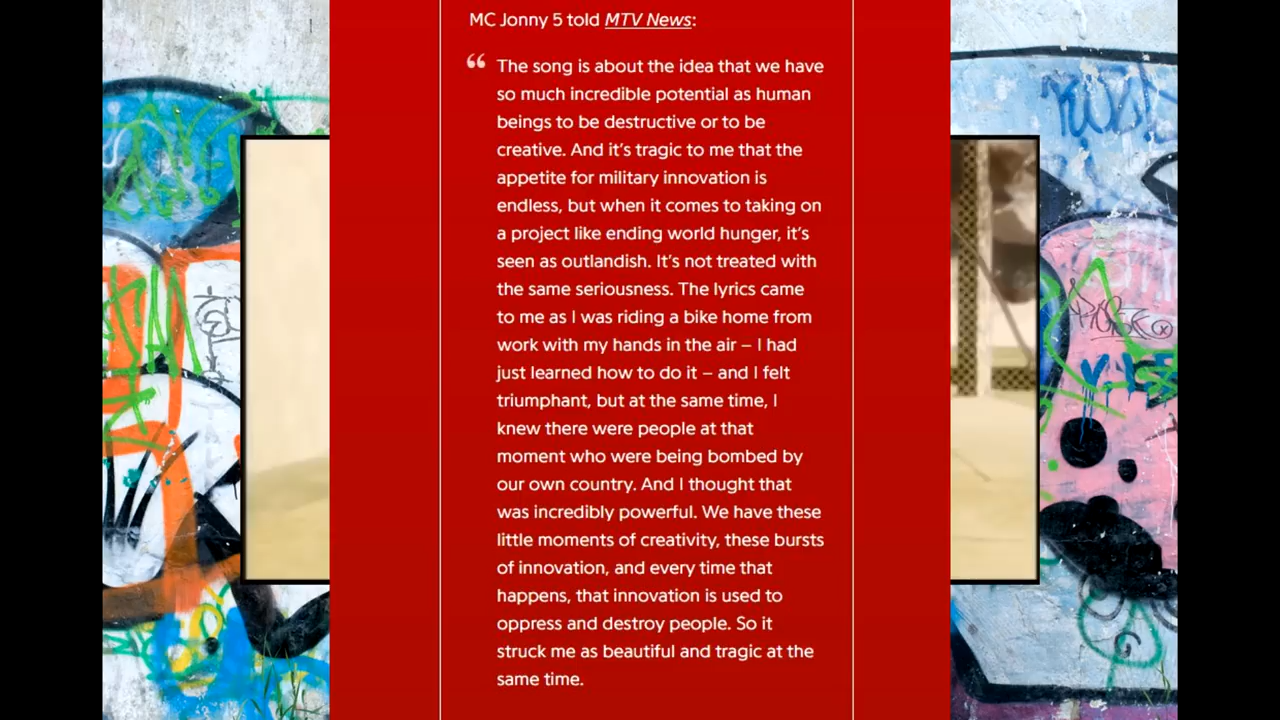 MC Jonny 5 told MTV News:
“ The song is about the idea that we have
so much incredible potential as human
beings to be destructive or to be
creative. And it’s tragic to me that the
appetite for military innovation is
endless, but when it comes to taking on
a project like ending world hunger, it’s
seen as outlandish. It’s not treated with
the same seriousness. The lyrics came
to me as I was riding a bike home from
work with my hands in the air – I had
just learned how to do it – and I felt
triumphant, but at the same time, I
knew there were people at that
moment who were being bombed by
our own country. And I thought that
was incredibly powerful. We have these
little moments of creativity, these bursts
of innovation, and every time that
happens, that innovation is used to
oppress and destroy people. So it
struck me as beautiful and tragic at the
same time.